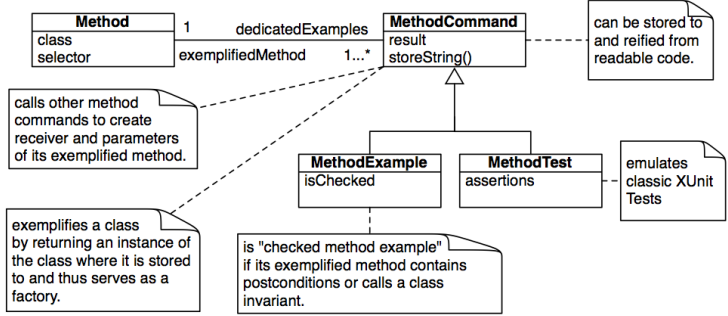 Method
class
selector
1
dedicatedExamples
exemplifiedMethod
1...*
MethodCommand
result
storeString()
can be stored to
and reified from
readable code.
calls other method
commands to create
receiver and parameters
of its exemplified method.
MethodExample
isChecked
MethodTest
assertions
emulates
classic XUnit
Tests
exemplifies a class
by returning an instance of
the class where it is stored
to and thus serves as a
factory.
is "checked method example"
if its exemplified method contains
postconditions or calls a class
invariant.